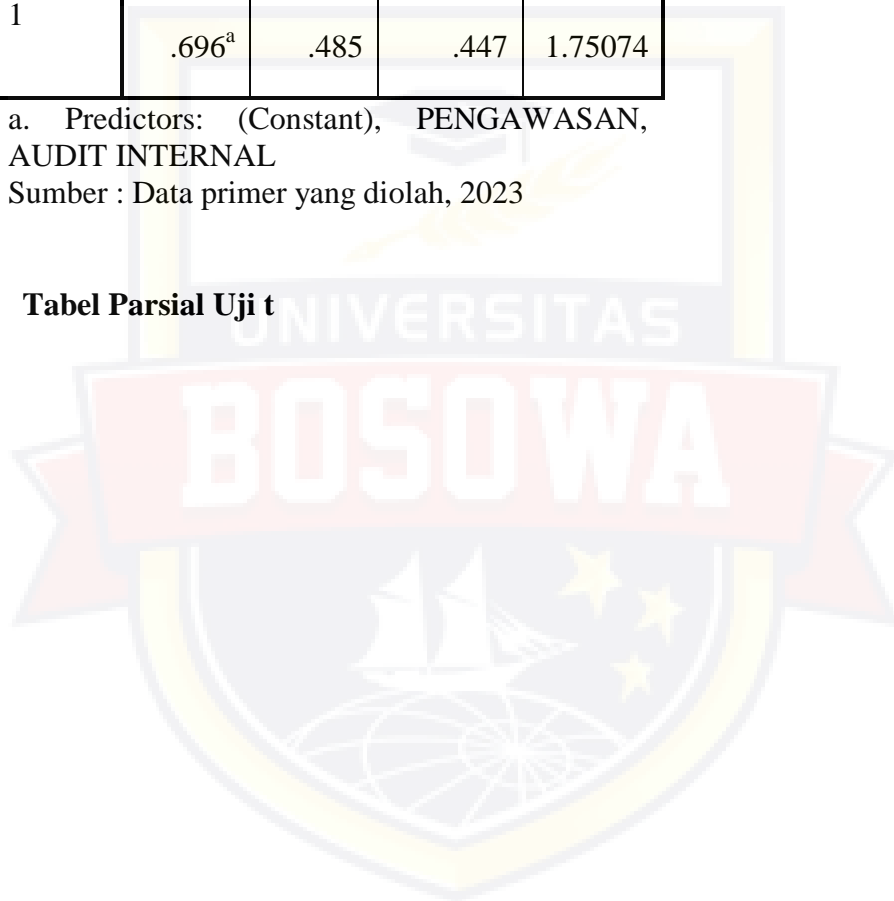 1
.696a .485 .447 1.75074
a. Predictors: (Constant), PENGAWASAN,
AUDIT INTERNAL
Sumber : Data primer yang diolah, 2023
Tabel Parsial Uji t
UNIVERSITAS
BOSOWA